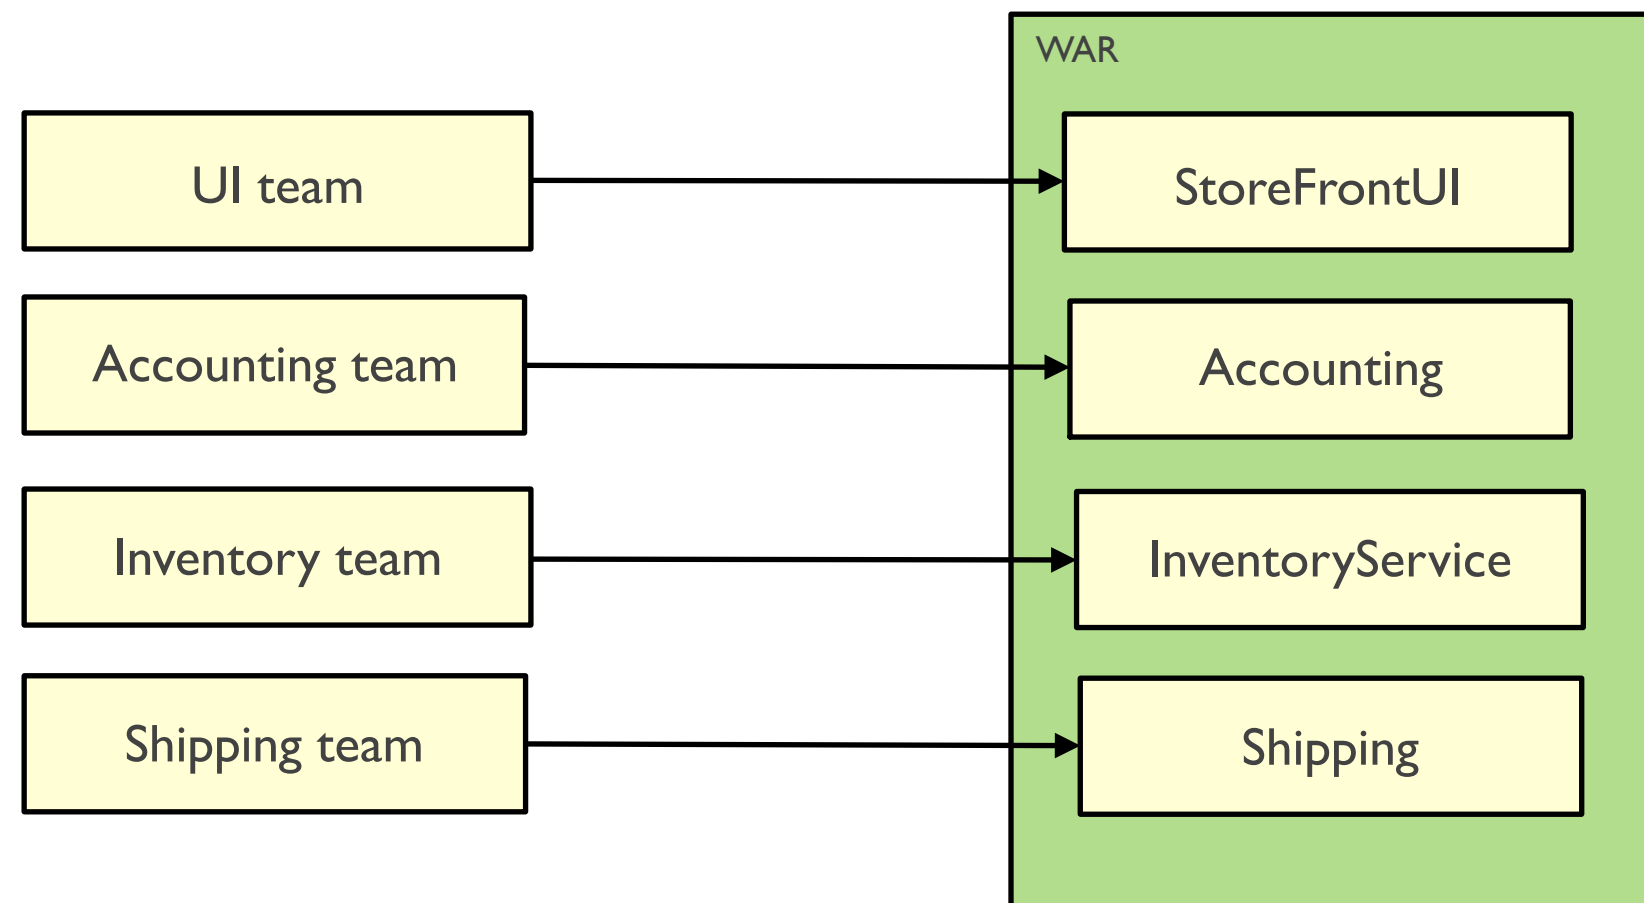 WAR
UI team
StoreFrontUI
Accounting team
Accounting
Inventory team
InventoryService
Shipping team
Shipping